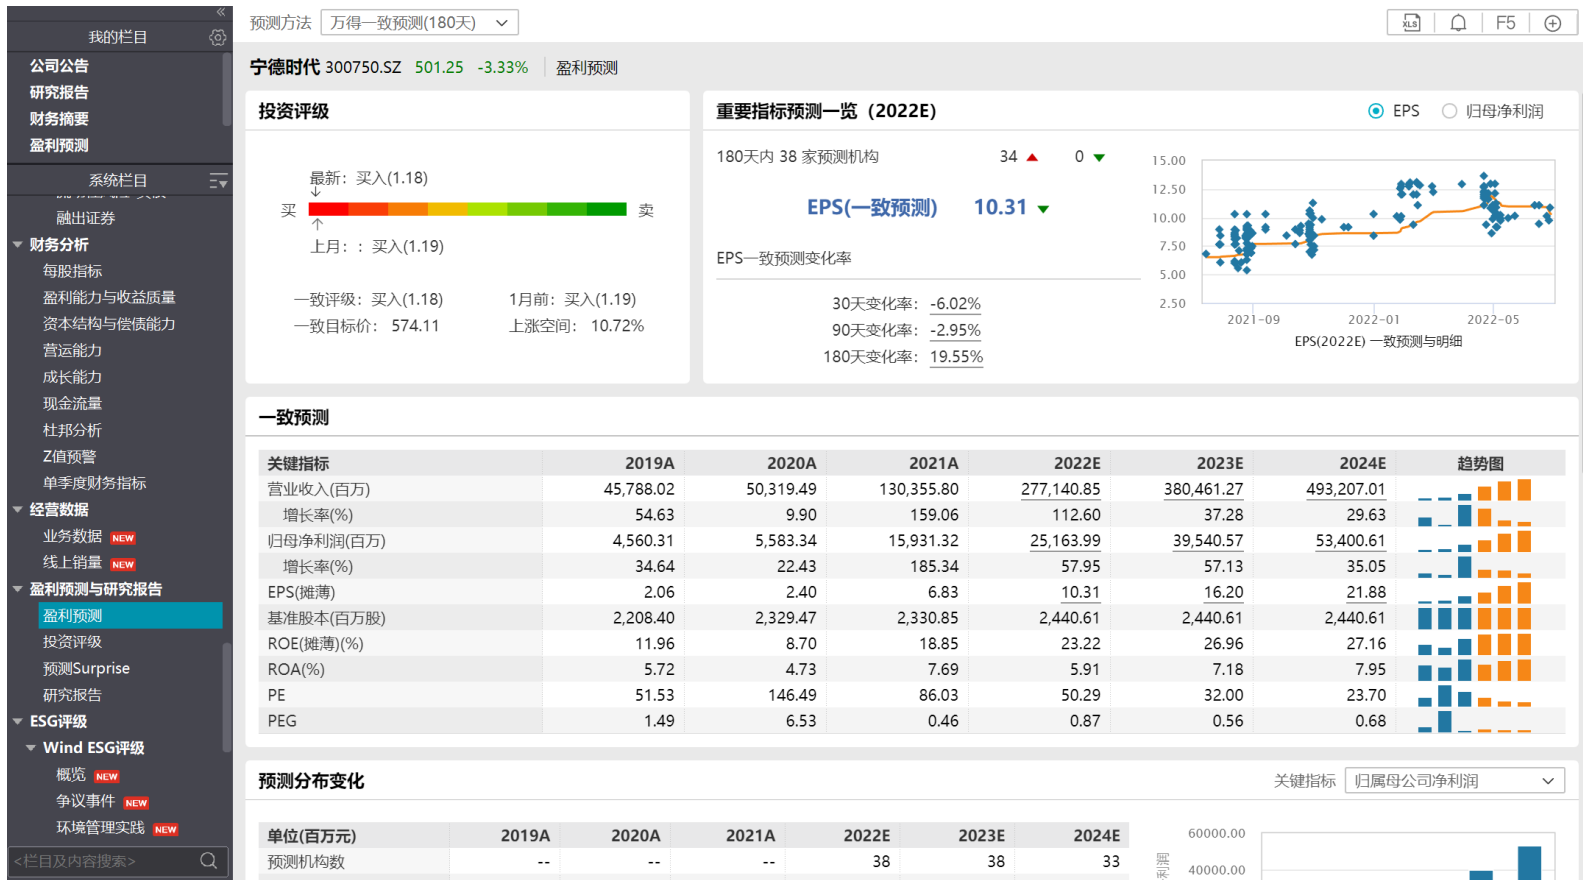 我的栏目
公司公告
研究报告
财务摘要
盈利预测
系统栏目
融出证券
财务分析
每股指标
盈利能力与收益质量
资本结构与偿债能力
营运能力
成长能力
现金流量
杜邦分析
Z值预警
单季度财务指标
经营数据
业务数据 NEW
线上销量 NEW
盈利预测与研究报告
盈利预测
投资评级
预测Surprise
研究报告
ESG评级
Wind ESG评级
概览 NEW
争议事件 NEW
环境管理实践 NEW
<栏目及内容搜索>
预测方法 万得一致预测(180天)
XLS F5
宁德时代 300750.SZ 501.25 -3.33% 盈利预测
投资评级
最新：买入(1.18)
买 卖
上月：：买入(1.19)
一致评级：买入(1.18) 1月前：买入(1.19)
一致目标价： 574.11 上涨空间： 10.72%
重要指标预测一览（2022E） EPS 归母净利润
180天内 38 家预测机构 34 0
EPS(一致预测) 10.31
EPS一致预测变化率
30天变化率： -6.02%
90天变化率： -2.95%
180天变化率： 19.55%
15.00
12.50
10.00
7.50
5.00
2.50
2021-09 2022-01 2022-05
EPS(2022E) 一致预测与明细
一致预测
关键指标 2019A 2020A 2021A 2022E 2023E 2024E 趋势图
营业收入(百万) 45,788.02 50,319.49 130,355.80 277,140.85 380,461.27 493,207.01
增长率(%) 54.63 9.90 159.06 112.60 37.28 29.63
归母净利润(百万) 4,560.31 5,583.34 15,931.32 25,163.99 39,540.57 53,400.61
增长率(%) 34.64 22.43 185.34 57.95 57.13 35.05
EPS(摊薄) 2.06 2.40 6.83 10.31 16.20 21.88
基准股本(百万股) 2,208.40 2,329.47 2,330.85 2,440.61 2,440.61 2,440.61
ROE(摊薄)(%) 11.96 8.70 18.85 23.22 26.96 27.16
ROA(%) 5.72 4.73 7.69 5.91 7.18 7.95
PE 51.53 146.49 86.03 50.29 32.00 23.70
PEG 1.49 6.53 0.46 0.87 0.56 0.68
预测分布变化 关键指标 归属母公司净利润
单位(百万元) 2019A 2020A 2021A 2022E 2023E 2024E
预测机构数 -- -- -- 38 38 33
60000.00
40000.00
利润